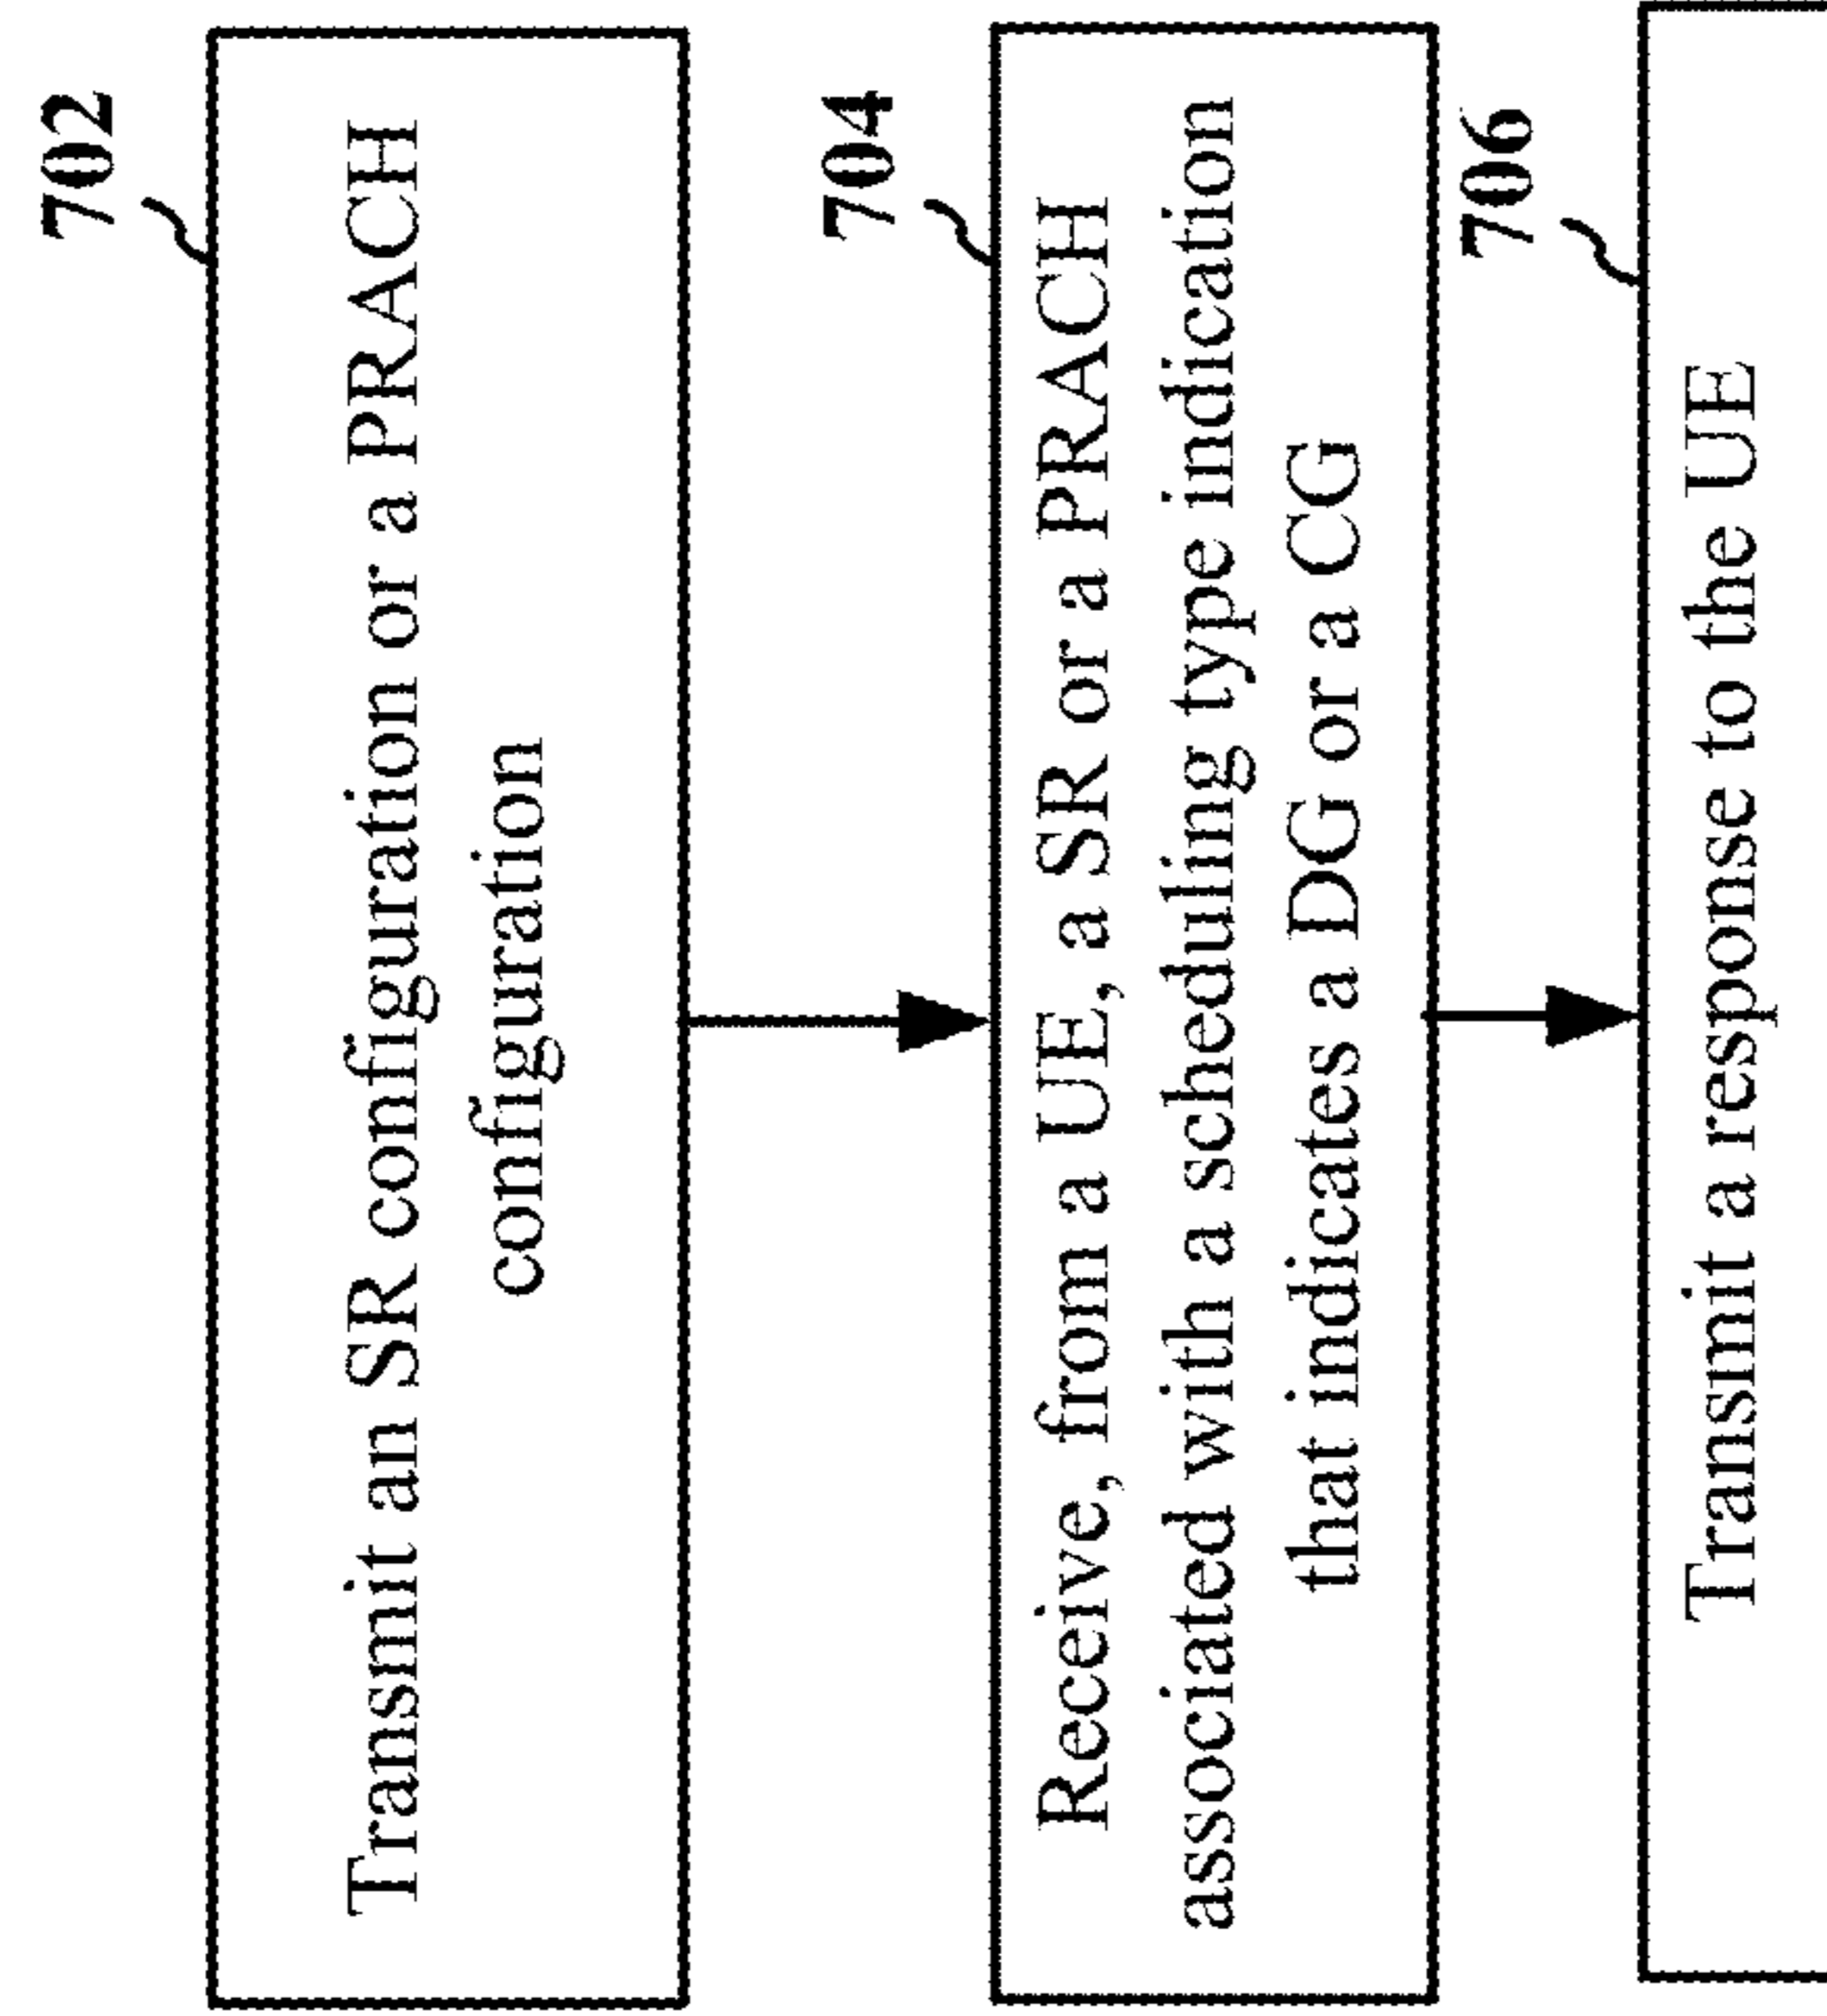 702
Transmit an SR configuration or a PRACH
configuration
704
Receive, from a UE, a SR or a PRACH
associated with a scheduling type indication
that indicates a DG or a CG
706
Transmit a response to the UE